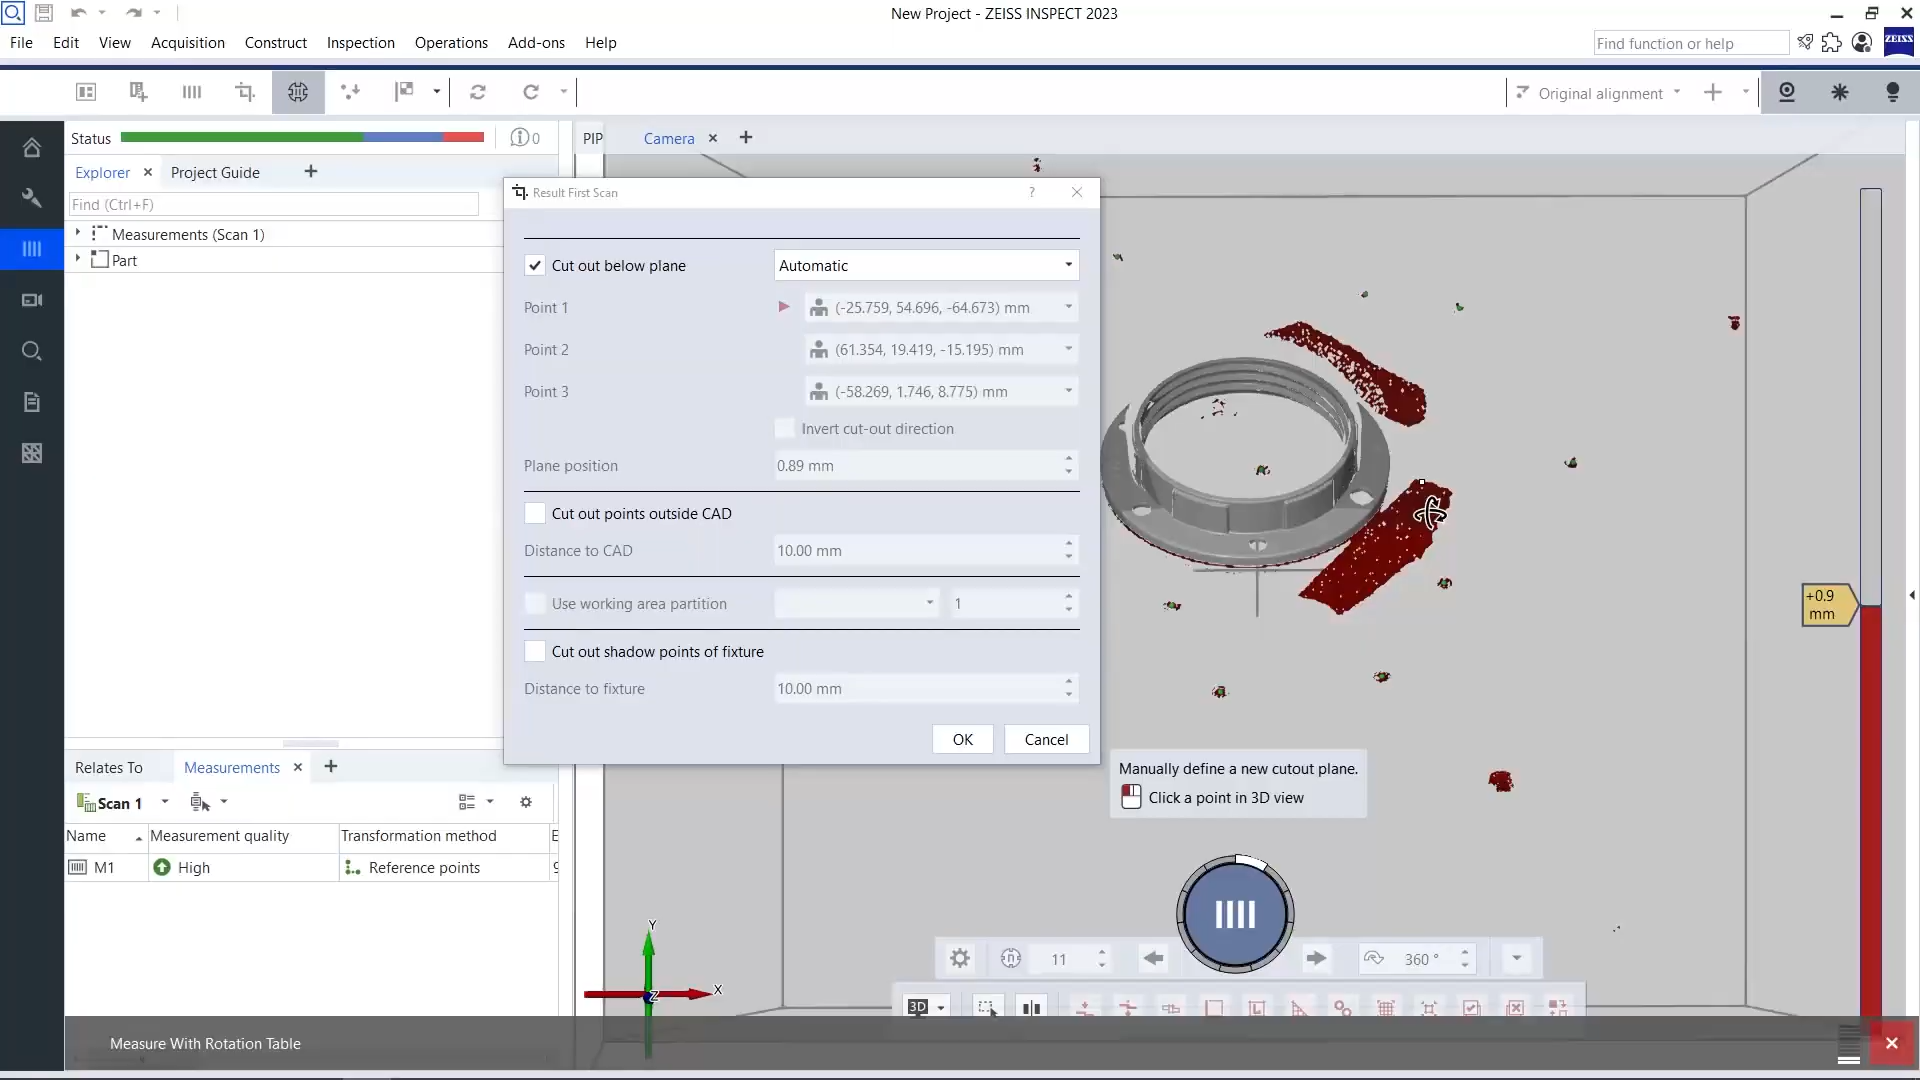 New Project - ZEISS INSPECT 2023
File Edit View Acquisition Construct Inspection Operations Add-ons Help
Find function or help
ZEISS
Original alignment
Status
0
PIP
Camera
Explorer
Project Guide
Find (Ctrl+F)
Measurements (Scan 1)
Part
Result First Scan
?
Cut out below plane
Automatic
Point 1
(-25.759, 54.696, -64.673) mm
Point 2
(61.354, 19.419, -15.195) mm
Point 3
(-58.269, 1.746, 8.775) mm
Invert cut-out direction
Plane position
0.89 mm
Cut out points outside CAD
Distance to CAD
10.00 mm
Use working area partition
1
Cut out shadow points of fixture
Distance to fixture
10.00 mm
OK
Cancel
+0.9
mm
Manually define a new cutout plane.
Click a point in 3D view
Relates To
Measurements
Scan 1
Name
Measurement quality
Transformation method
M1
High
Reference points
Y
X
Z
11
360 °
3D
Measure With Rotation Table